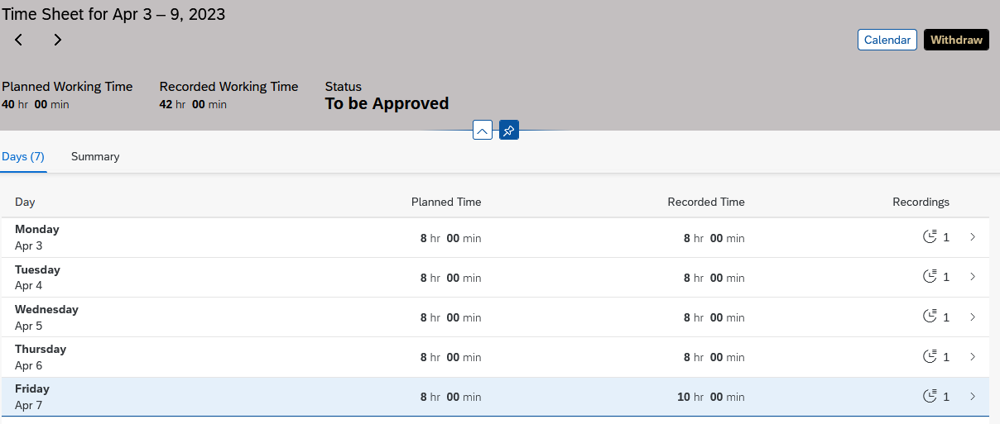 Time Sheet for Apr 3 – 9, 2023
Calendar Withdraw
Planned Working Time Recorded Working Time Status
40 hr 00 min 42 hr 00 min To be Approved
Days (7) Summary
Day Planned Time Recorded Time Recordings
Monday
Apr 3 8 hr 00 min 8 hr 00 min 1
Tuesday
Apr 4 8 hr 00 min 8 hr 00 min 1
Wednesday
Apr 5 8 hr 00 min 8 hr 00 min 1
Thursday
Apr 6 8 hr 00 min 8 hr 00 min 1
Friday
Apr 7 8 hr 00 min 10 hr 00 min 1